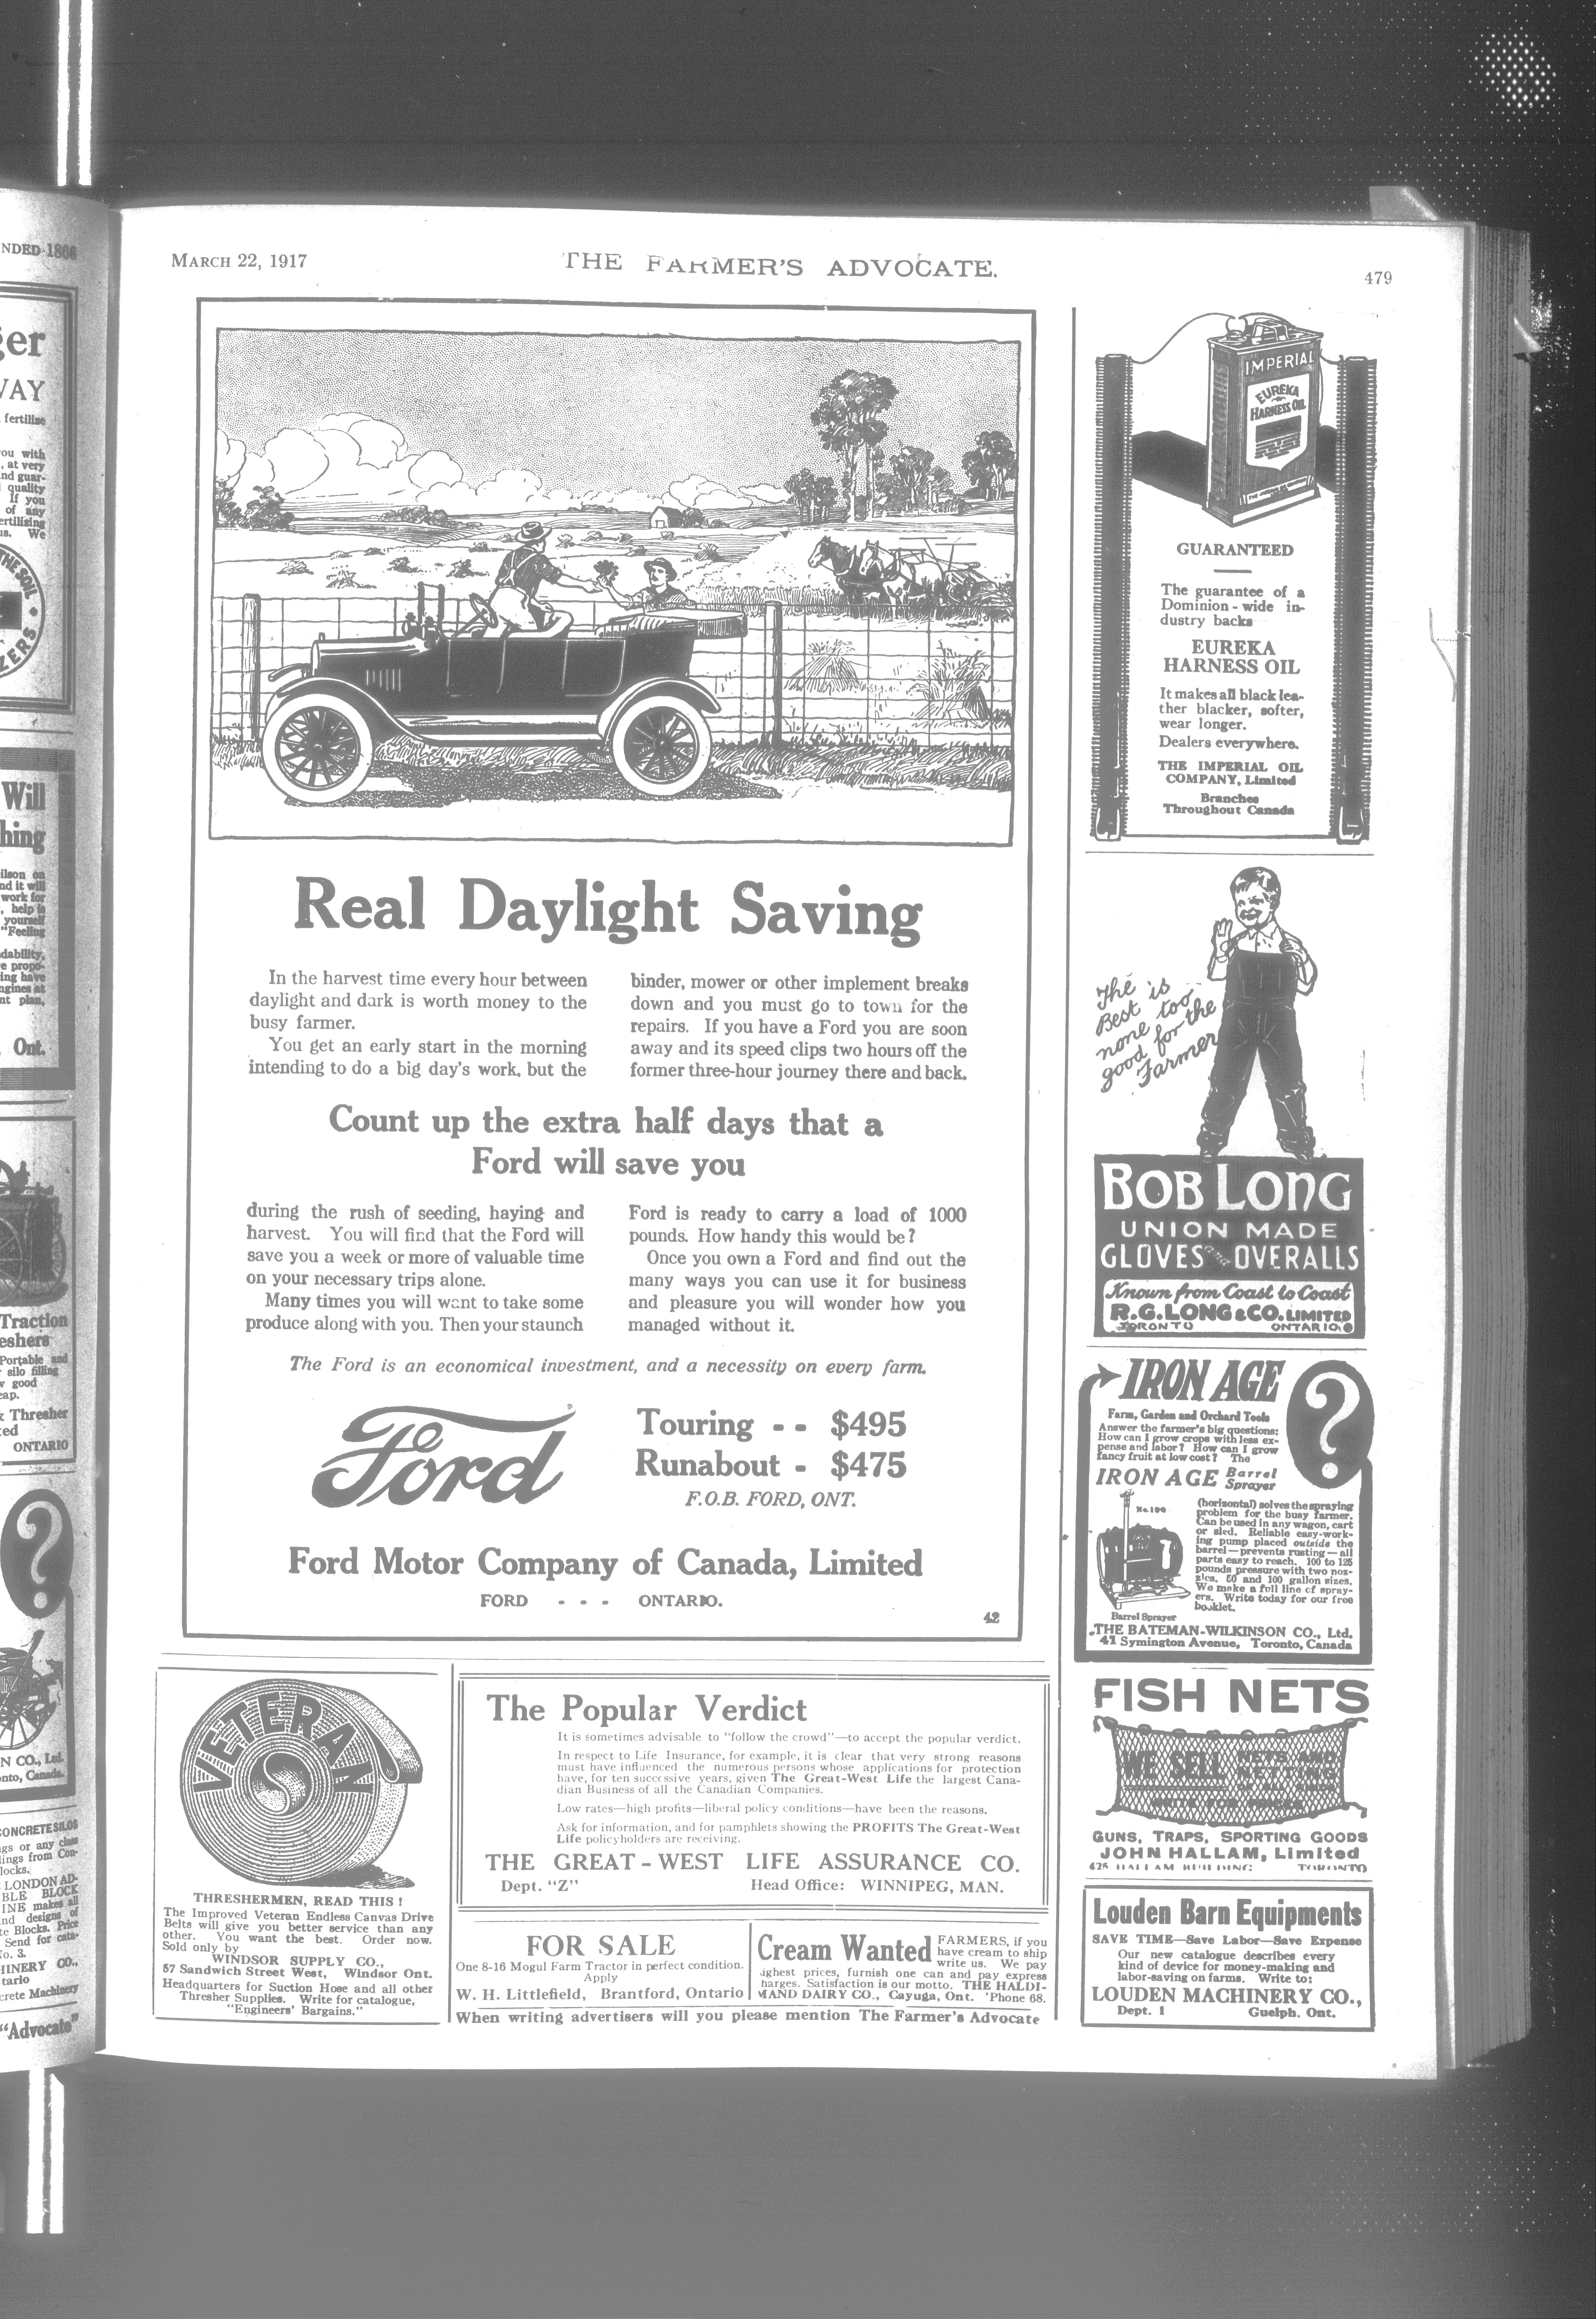 MARCH 22, 1917
THE FARMER'S ADVOCATE.
479
Real Daylight Saving
In the harvest time every hour between
daylight and dark is worth money to the
busy farmer.
You get an early start in the morning
intending to do a big day's work, but the
binder, mower or other implement breaks
down and you must go to town for the
repairs. If you have a Ford you are soon
away and its speed clips two hours off the
former three-hour journey there and back.
Count up the extra half days that a
Ford will save you
during the rush of seeding, haying and
harvest. You will find that the Ford will
save you a week or more of valuable time
on your necessary trips alone.
Many times you will want to take some
produce along with you. Then your staunch
Ford is ready to carry a load of 1000
pounds. How handy this would be?
Once you own a Ford and find out the
many ways you can use it for business
and pleasure you will wonder how you
managed without it.
The Ford is an economical investment, and a necessity on every farm.
Ford
Touring - - $495
Runabout - $475
F.O.B. FORD, ONT.
Ford Motor Company of Canada, Limited
FORD - - - ONTARIO.
42
IMPERIAL
EUREKA
HARNESS OIL
GUARANTEED
The guarantee of a
Dominion-wide in-
dustry backs
EUREKA
HARNESS OIL
It makes all black lea-
ther blacker, softer,
wear longer.
Dealers everywhere.
THE IMPERIAL OIL
COMPANY, Limited
Branches
Throughout Canada
The is
Best too
none for the
good Farmer
BOB LONG
UNION MADE
GLOVES and OVERALLS
Known from Coast to Coast
R.G. LONG & CO. LIMITED
TORONTO ONTARIO
IRON AGE
?
Farm, Garden and Orchard Tools
Answer the farmer's big questions:
How can I grow crops with less ex-
pense and labor? How can I grow
fancy fruit at low cost? The
IRON AGE Barrel
Sprayer
No. 190
(horizontal) solves the spraying
problem for the busy farmer.
Can be used in any wagon, cart
or sled. Reliable easy-work-
ing pump placed outside the
barrel—prevents rusting—all
parts easy to reach. 100 to 125
pounds pressure with two noz-
zles. 50 and 100 gallon sizes.
We make a full line of spray-
ers. Write today for our free
booklet.
Barrel Sprayer
THE BATEMAN-WILKINSON CO., Ltd.
41 Symington Avenue, Toronto, Canada
FISH NETS
WE SELL NETS AND
NETTING
GUNS, TRAPS, SPORTING GOODS
JOHN HALLAM, Limited
HALLAM BUILDING TORONTO
Louden Barn Equipments
SAVE TIME—Save Labor—Save Expense
Our new catalogue describes every
kind of device for money-making and
labor-saving on farms. Write to:
LOUDEN MACHINERY CO.,
Dept. 1 Guelph, Ont.
VETERAN
THRESHERMEN, READ THIS!
The Improved Veteran Endless Canvas Drive
Belts will give you better service than any
other. You want the best. Order now.
Sold only by
WINDSOR SUPPLY CO.,
57 Sandwich Street West, Windsor Ont.
Headquarters for Suction Hose and all other
Thresher Supplies. Write for catalogue,
"Engineers' Bargains."
The Popular Verdict
It is sometimes advisable to "follow the crowd"—to accept the popular verdict.
In respect to Life Insurance, for example, it is clear that very strong reasons
must have influenced the numerous persons whose applications for protection
have, for ten successive years, given The Great-West Life the largest Cana-
dian Business of all the Canadian Companies.
Low rates—high profits—liberal policy conditions—have been the reasons.
Ask for information, and for pamphlets showing the PROFITS The Great-West
Life policyholders are receiving.
THE GREAT-WEST LIFE ASSURANCE CO.
Dept. "Z" Head Office: WINNIPEG, MAN.
FOR SALE
One 8-16 Mogul Farm Tractor in perfect condition.
Apply
W. H. Littlefield, Brantford, Ontario
Cream Wanted
FARMERS, if you
have cream to ship
write us. We pay
highest prices, furnish one can and pay express
harges. Satisfaction is our motto. THE HALDI-
MAND DAIRY CO., Cayuga, Ont. 'Phone 68.
When writing advertisers will you please mention The Farmer's Advocate